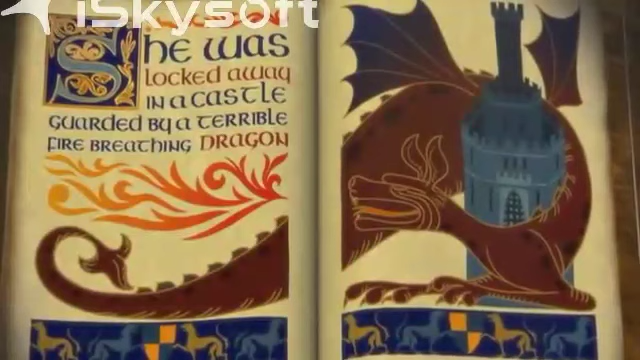 iSkysoft
She was
locked away
in a castle
guarded by a terrible
fire breathing dragon